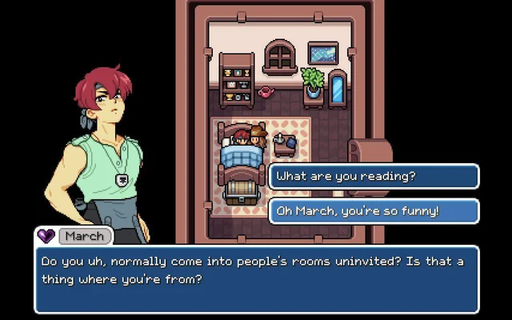 What are you reading?
Oh March, you're so funny!
March
Do you uh, normally come into people's rooms uninvited? Is that a
thing where you're from?